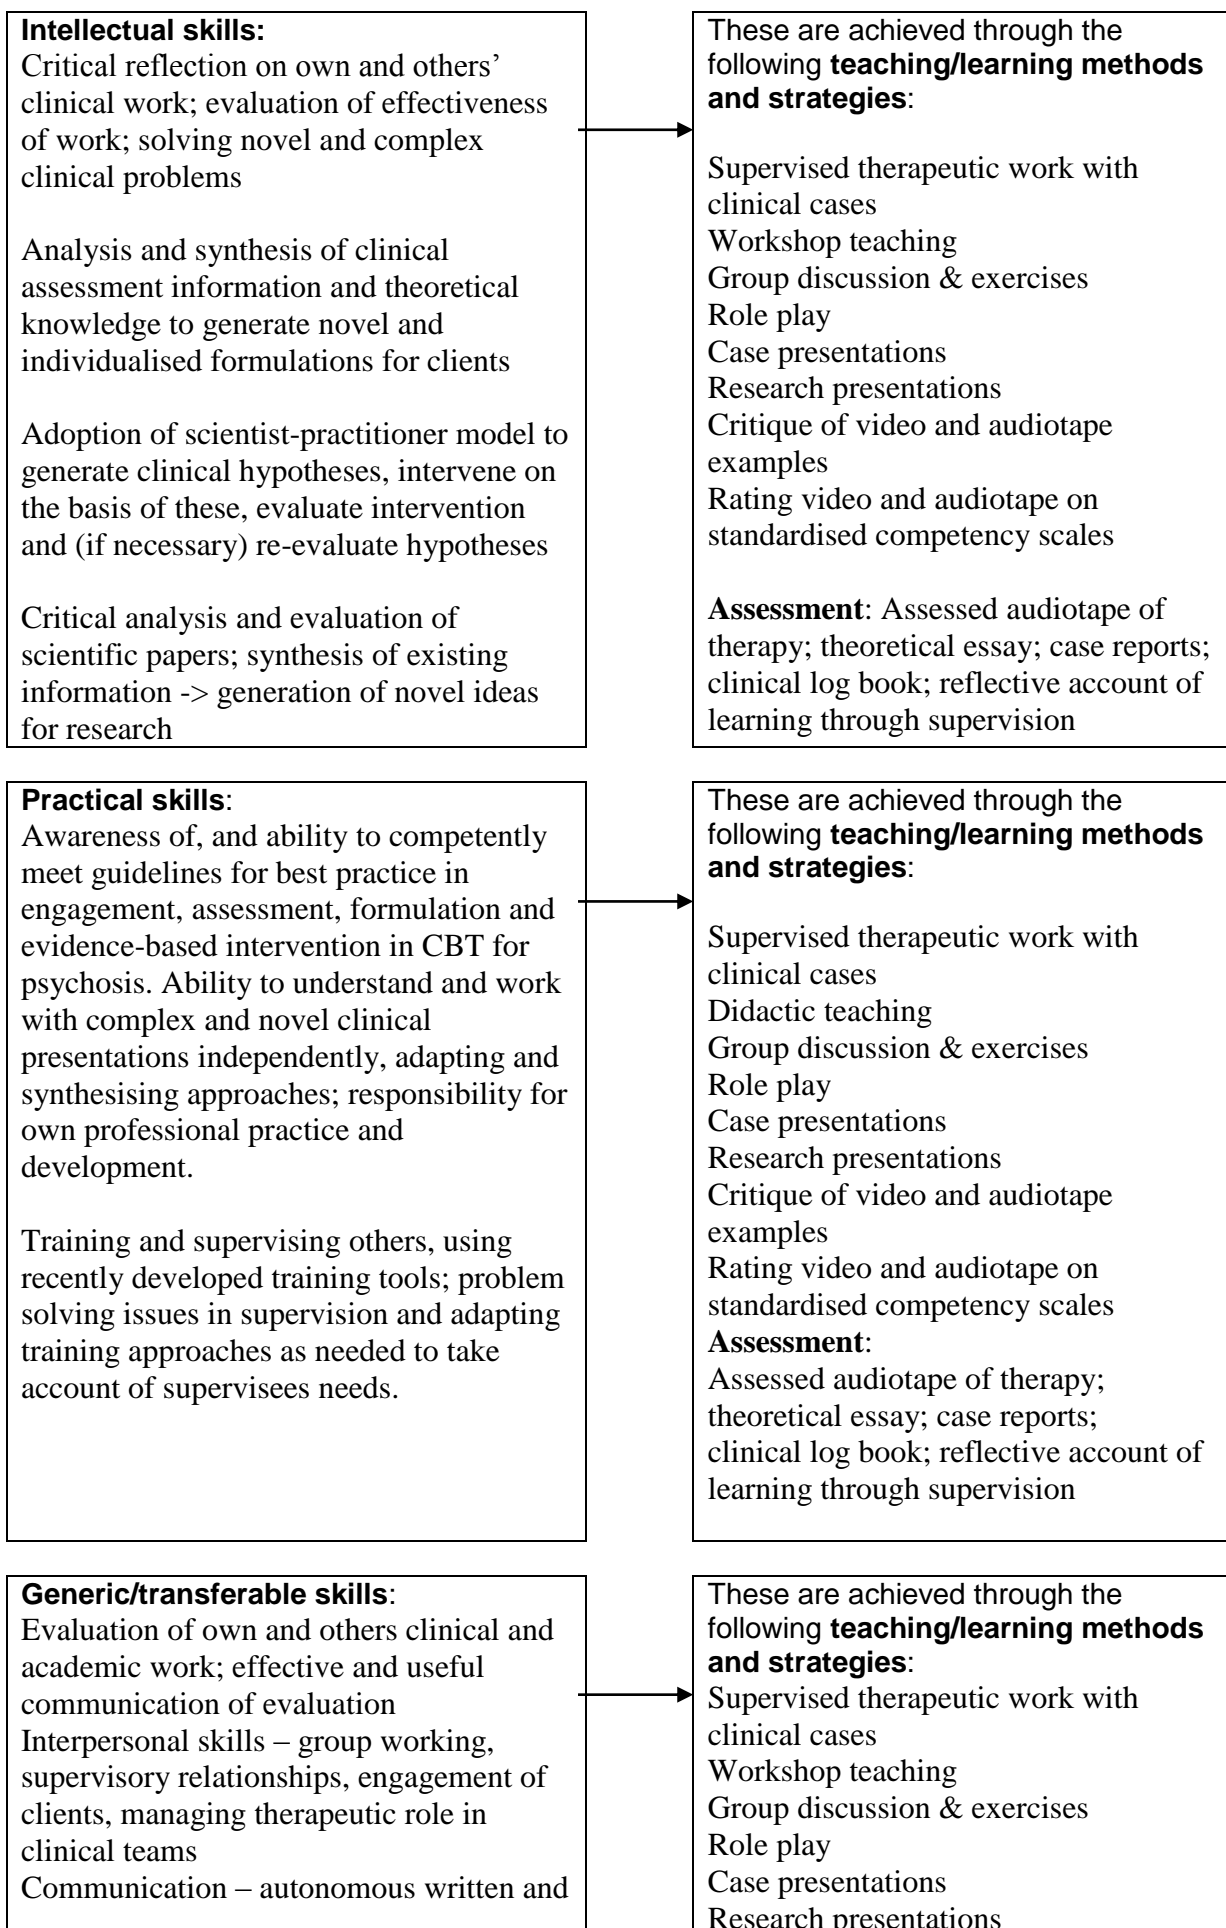 Intellectual skills:
Critical reflection on own and others’
clinical work; evaluation of effectiveness
of work; solving novel and complex
clinical problems
Analysis and synthesis of clinical
assessment information and theoretical
knowledge to generate novel and
individualised formulations for clients
Adoption of scientist-practitioner model to
generate clinical hypotheses, intervene on
the basis of these, evaluate intervention
and (if necessary) re-evaluate hypotheses
Critical analysis and evaluation of
scientific papers; synthesis of existing
information -> generation of novel ideas
for research
These are achieved through the
following teaching/learning methods
and strategies:
Supervised therapeutic work with
clinical cases
Workshop teaching
Group discussion & exercises
Role play
Case presentations
Research presentations
Critique of video and audiotape
examples
Rating video and audiotape on
standardised competency scales
Assessment: Assessed audiotape of
therapy; theoretical essay; case reports;
clinical log book; reflective account of
learning through supervision
Practical skills:
Awareness of, and ability to competently
meet guidelines for best practice in
engagement, assessment, formulation and
evidence-based intervention in CBT for
psychosis. Ability to understand and work
with complex and novel clinical
presentations independently, adapting and
synthesising approaches; responsibility for
own professional practice and
development.
Training and supervising others, using
recently developed training tools; problem
solving issues in supervision and adapting
training approaches as needed to take
account of supervisees needs.
These are achieved through the
following teaching/learning methods
and strategies:
Supervised therapeutic work with
clinical cases
Didactic teaching
Group discussion & exercises
Role play
Case presentations
Research presentations
Critique of video and audiotape
examples
Rating video and audiotape on
standardised competency scales
Assessment:
Assessed audiotape of therapy;
theoretical essay; case reports;
clinical log book; reflective account of
learning through supervision
Generic/transferable skills:
Evaluation of own and others clinical and
academic work; effective and useful
communication of evaluation
Interpersonal skills – group working,
supervisory relationships, engagement of
clients, managing therapeutic role in
clinical teams
Communication – autonomous written and
These are achieved through the
following teaching/learning methods
and strategies:
Supervised therapeutic work with
clinical cases
Workshop teaching
Group discussion & exercises
Role play
Case presentations
Research presentations